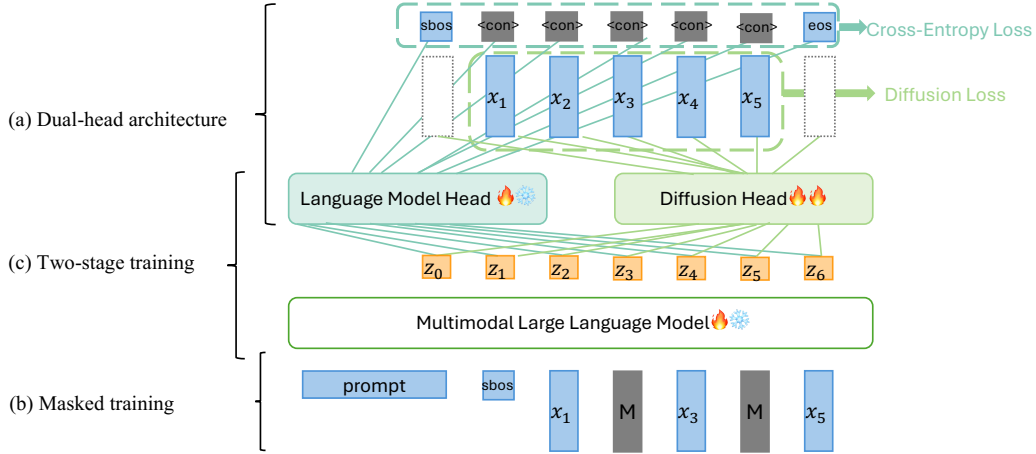 sbos <con> <con> <con> <con> <con> eos
Cross-Entropy Loss
x₁ x₂ x₃ x₄ x₅
Diffusion Loss
(a) Dual-head architecture
Language Model Head
Diffusion Head
(c) Two-stage training
z₀ z₁ z₂ z₃ z₄ z₅ z₆
Multimodal Large Language Model
prompt sbos x₁ M x₃ M x₅
(b) Masked training